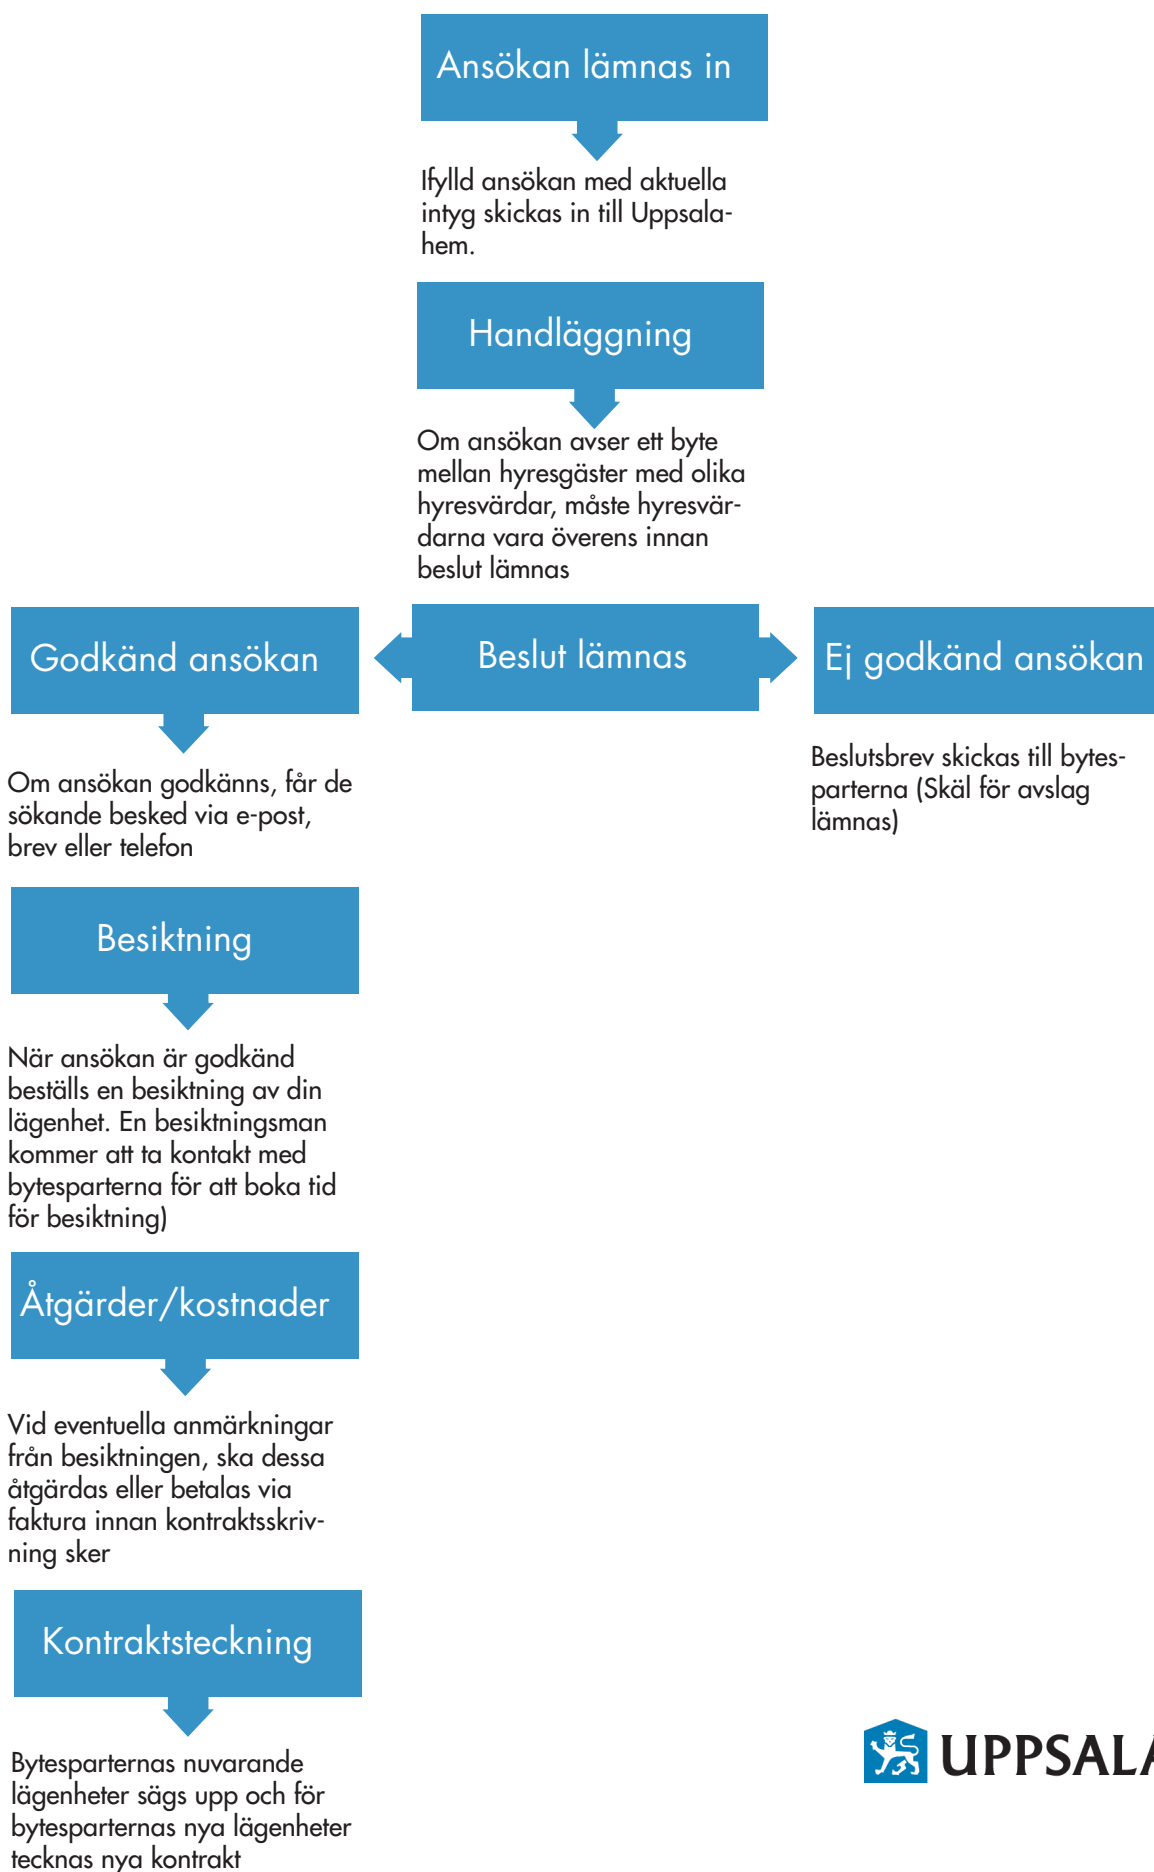 Ansökan lämnas in
Ifylld ansökan med aktuella
intyg skickas in till Uppsala-
hem.
Handläggning
Om ansökan avser ett byte
mellan hyresgäster med olika
hyresvärdar, måste hyresvär-
darna vara överens innan
beslut lämnas
Godkänd ansökan
Beslut lämnas
Ej godkänd ansökan
Om ansökan godkänns, får de
sökande besked via e-post,
brev eller telefon
Beslutsbrev skickas till bytes-
parterna (Skäl för avslag
lämnas)
Besiktning
När ansökan är godkänd
beställs en besiktning av din
lägenhet. En besiktningsman
kommer att ta kontakt med
bytesparterna för att boka tid
för besiktning)
Åtgärder/kostnader
Vid eventuella anmärkningar
från besiktningen, ska dessa
åtgärdas eller betalas via
faktura innan kontraktsskriv-
ning sker
Kontraktsteckning
Bytesparternas nuvarande
lägenheter sägs upp och för
bytesparternas nya lägenheter
tecknas nya kontrakt
UPPSALA